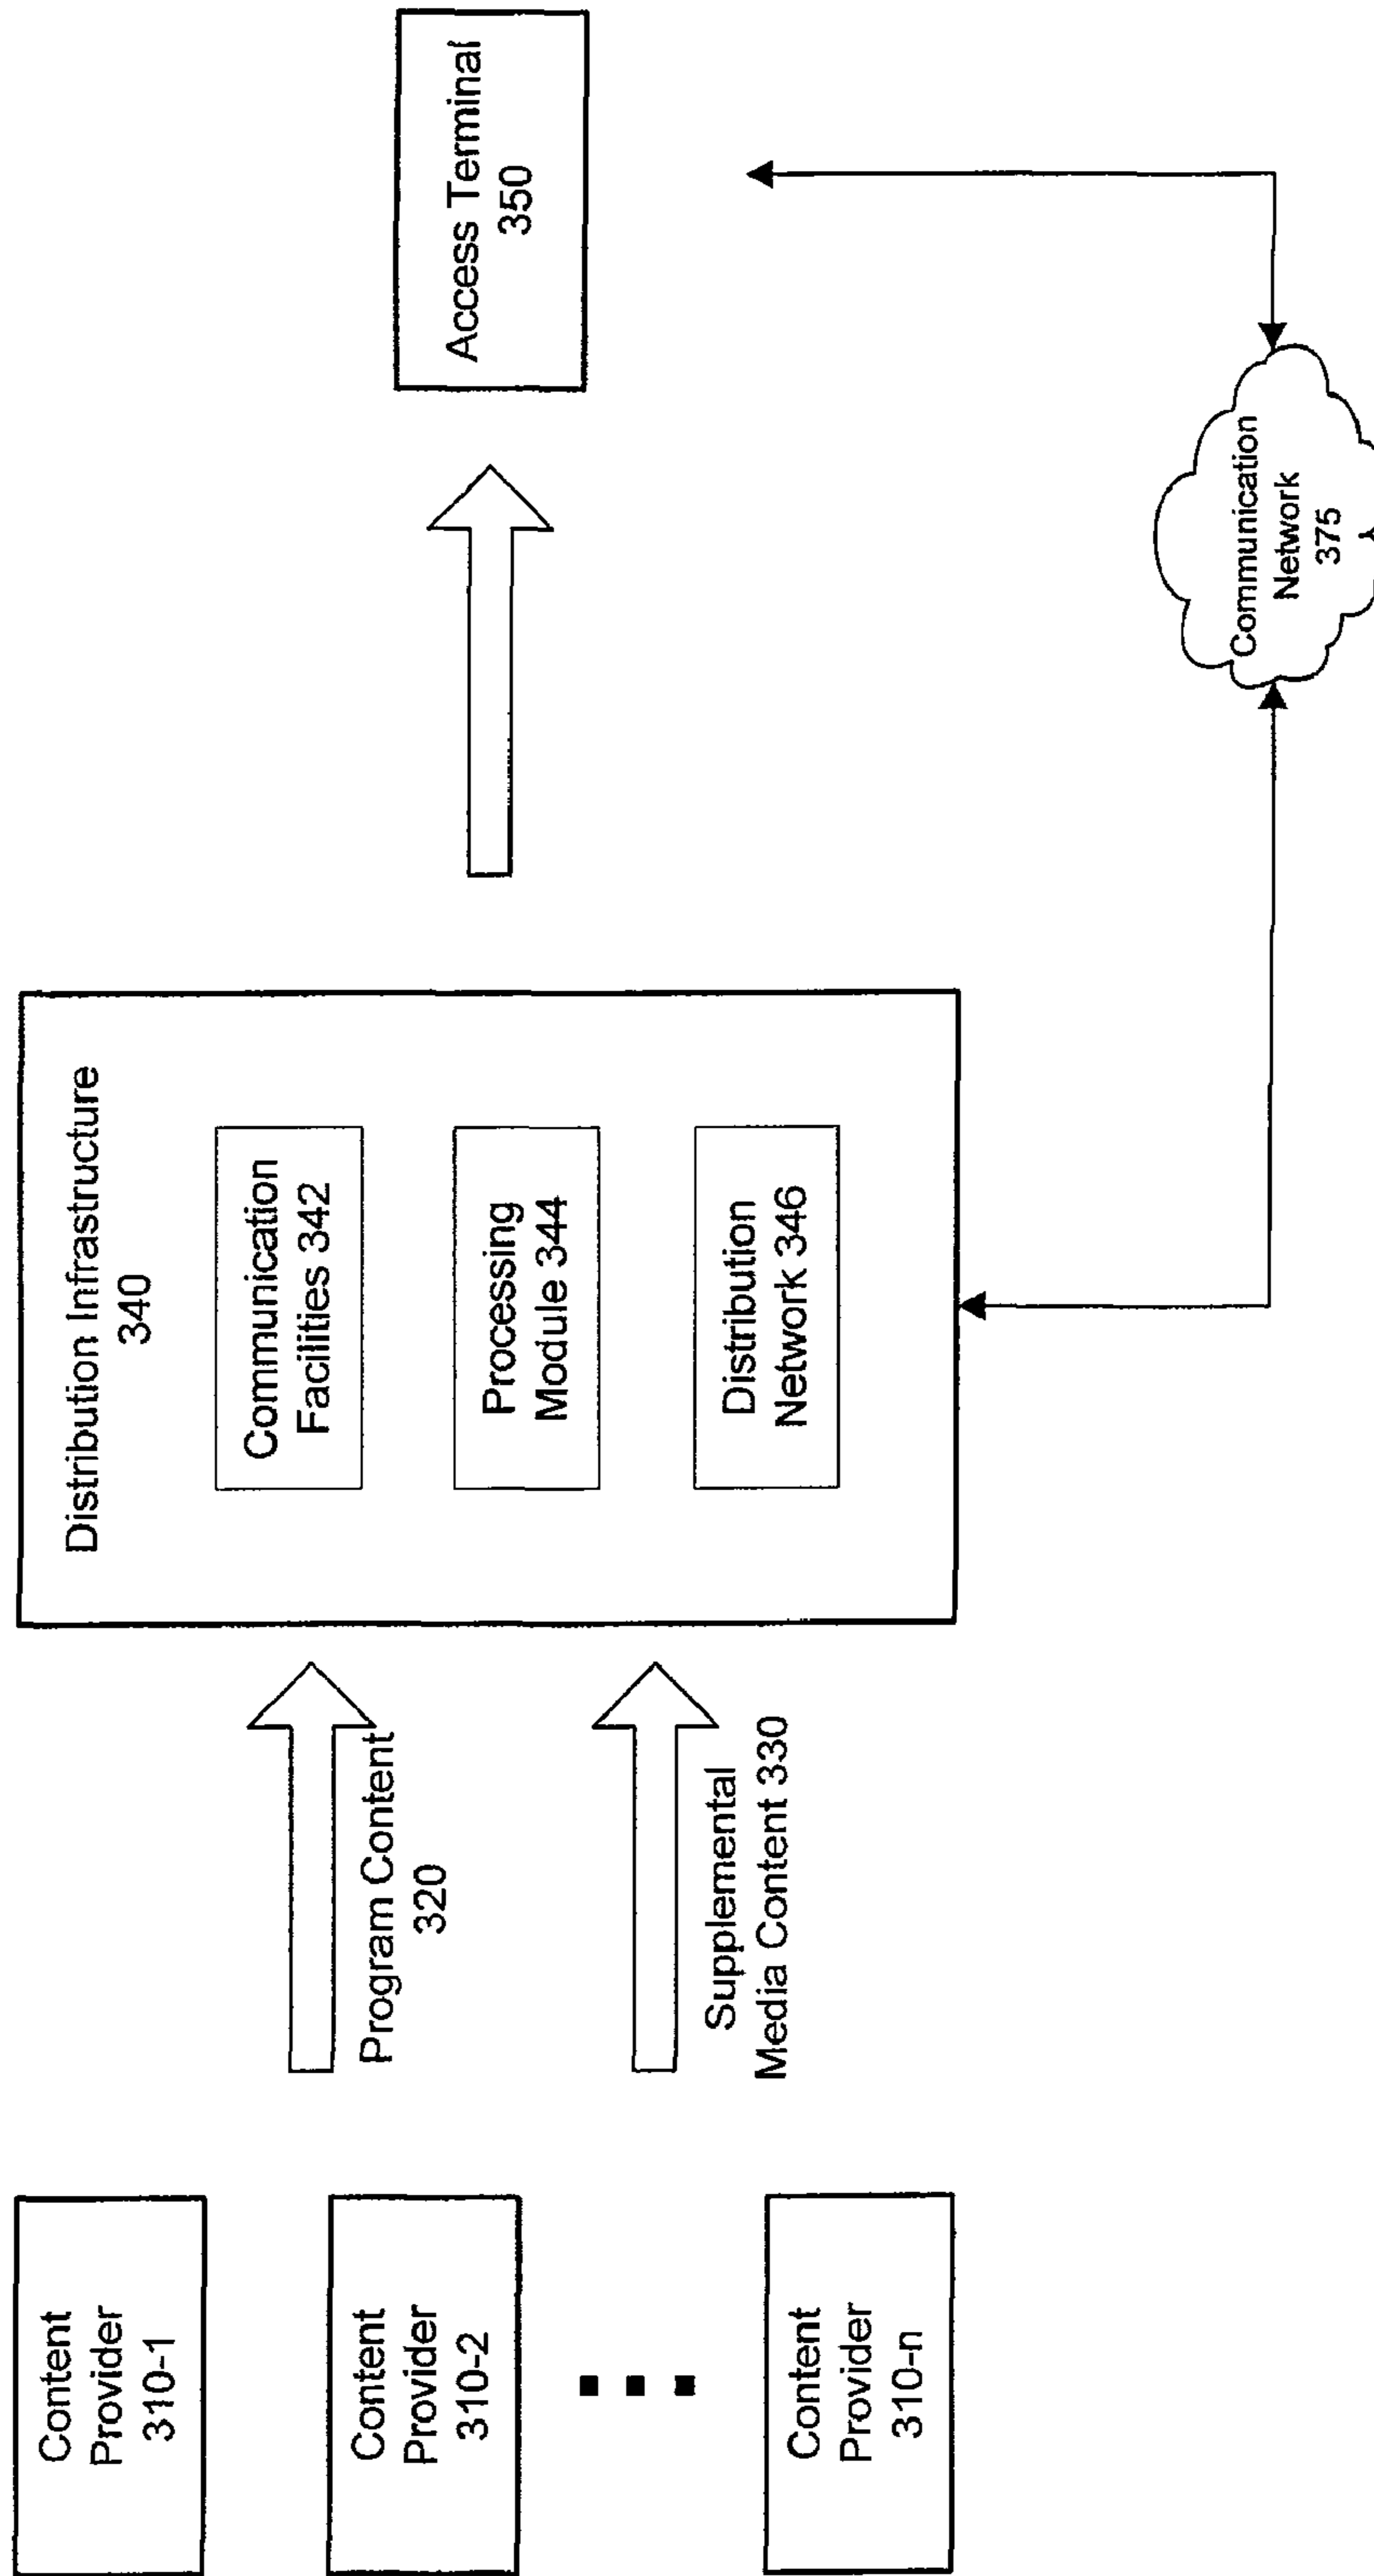 Content
Provider
310-1
Content
Provider
310-2
Content
Provider
310-n
Program Content
320
Supplemental
Media Content 330
Distribution Infrastructure
340
Communication
Facilities 342
Processing
Module 344
Distribution
Network 346
Access Terminal
350
Communication
Network
375